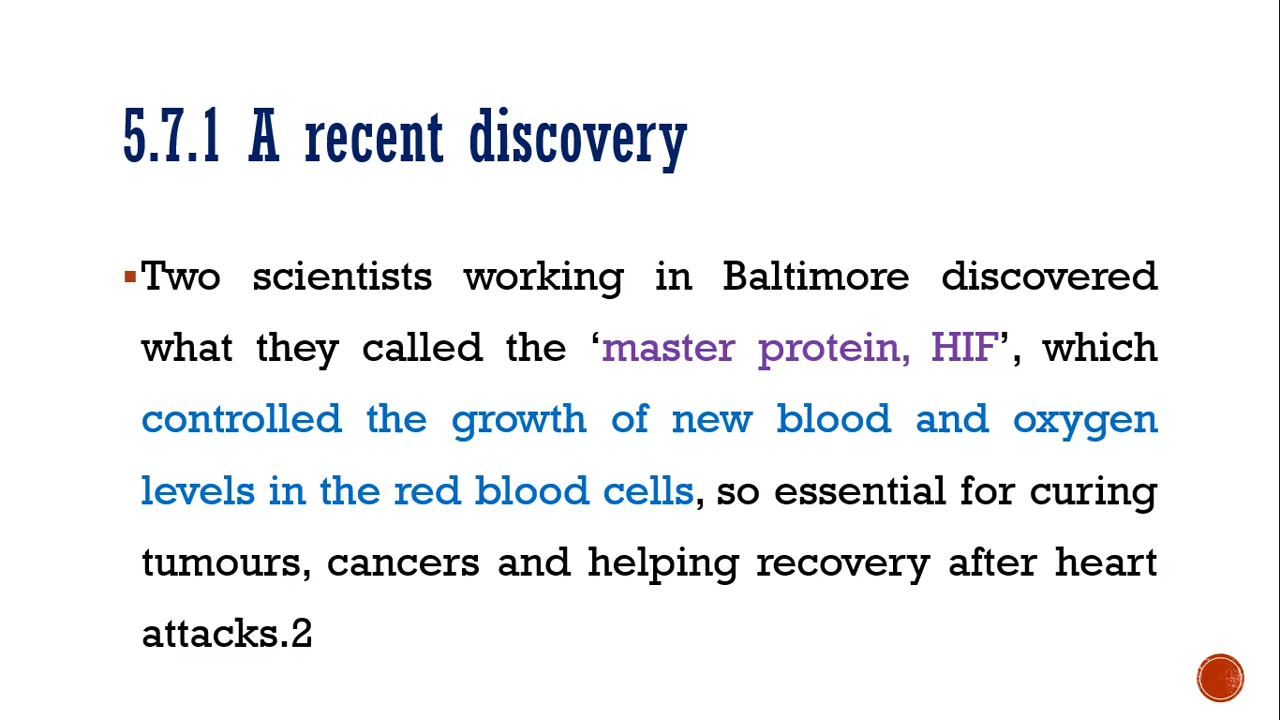 5.7.1 A recent discovery
▪Two scientists working in Baltimore discovered
what they called the ‘master protein, HIF’, which
controlled the growth of new blood and oxygen
levels in the red blood cells, so essential for curing
tumours, cancers and helping recovery after heart
attacks.2